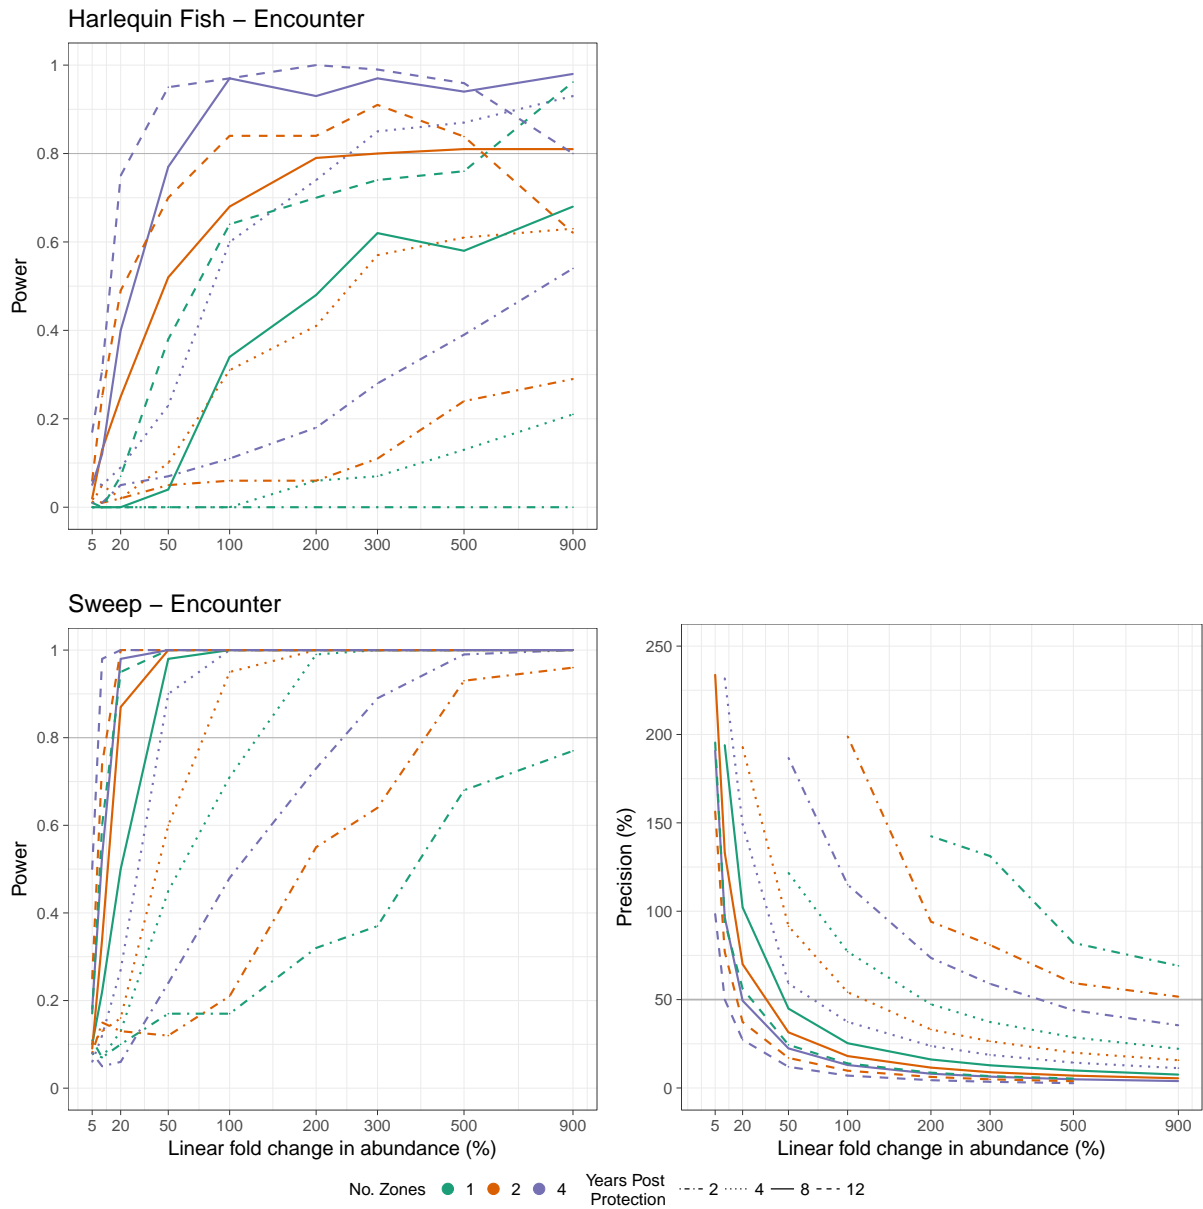 Harlequin Fish – Encounter
1
0.8
0.6
0.4
0.2
0
Power
5 20 50 100 200 300 500 900
Sweep – Encounter
1
0.8
0.6
0.4
0.2
0
Power
5 20 50 100 200 300 500 900
Linear fold change in abundance (%)
250
200
150
100
50
0
Precision (%)
5 20 50 100 200 300 500 900
Linear fold change in abundance (%)
No. Zones 1 2 4
Years Post
Protection
2 4 8 12